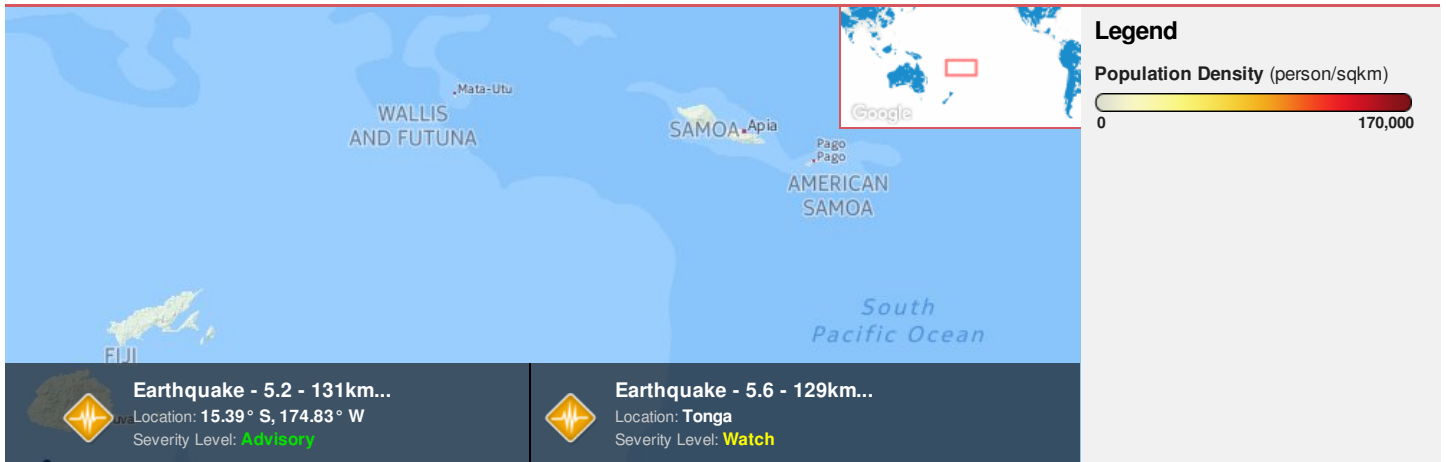 Mata-Utu
WALLIS
AND FUTUNA
SAMOA
Apia
Pago
Pago
AMERICAN
SAMOA
Google
South
Pacific Ocean
FIJI
uva
Earthquake - 5.2 - 131km...
Location: 15.39° S, 174.83° W
Severity Level: Advisory
Earthquake - 5.6 - 129km...
Location: Tonga
Severity Level: Watch
Legend
Population Density (person/sqkm)
0 170,000